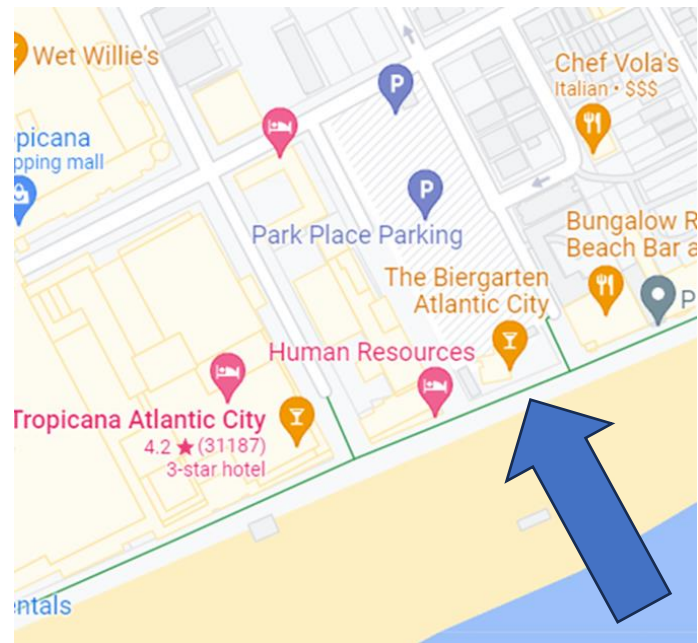 Wet Willie's
Chef Vola's
Italian • $$$
P
opicana
pping mall
P
Park Place Parking
Bungalow R
Beach Bar a
The Biergarten
Atlantic City
P
Human Resources
Tropicana Atlantic City
4.2 ★ (31187)
3-star hotel
entals